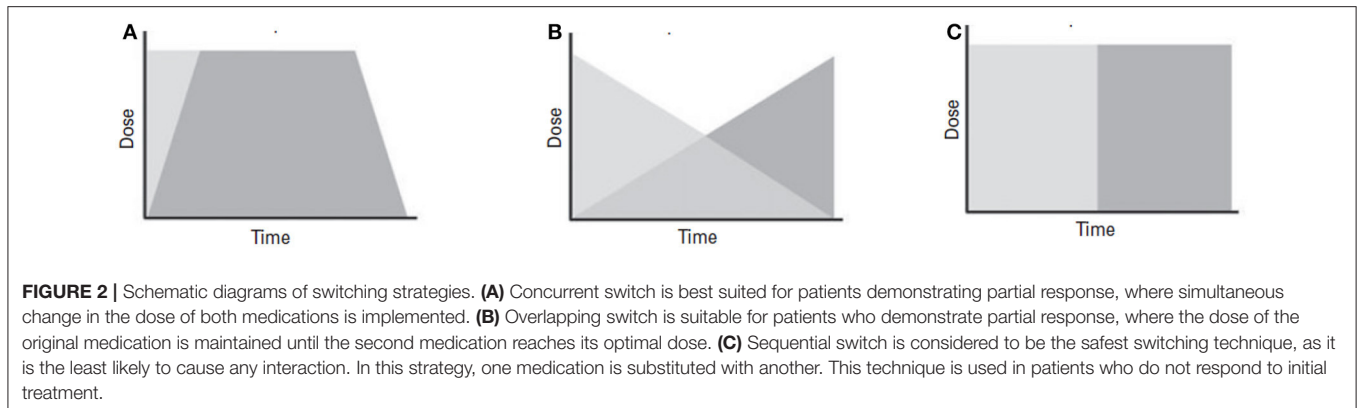 A
B
C
Dose
Dose
Dose
Time
Time
Time
FIGURE 2 | Schematic diagrams of switching strategies. (A) Concurrent switch is best suited for patients demonstrating partial response, where simultaneous
change in the dose of both medications is implemented. (B) Overlapping switch is suitable for patients who demonstrate partial response, where the dose of the
original medication is maintained until the second medication reaches its optimal dose. (C) Sequential switch is considered to be the safest switching technique, as it
is the least likely to cause any interaction. In this strategy, one medication is substituted with another. This technique is used in patients who do not respond to initial
treatment.